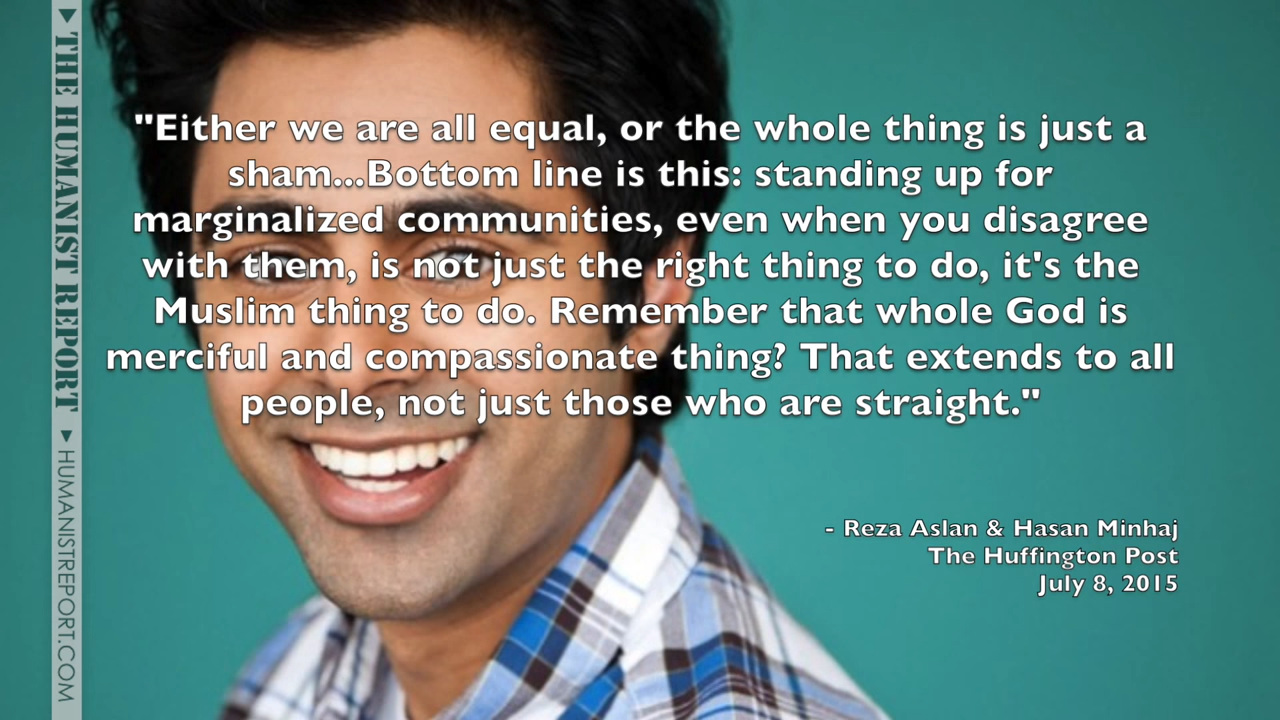 ▶ THE HUMANIST REPORT ▶ HUMANISTREPORT.COM
"Either we are all equal, or the whole thing is just a
sham...Bottom line is this: standing up for
marginalized communities, even when you disagree
with them, is not just the right thing to do, it's the
Muslim thing to do. Remember that whole God is
merciful and compassionate thing? That extends to all
people, not just those who are straight."
- Reza Aslan & Hasan Minhaj
The Huffington Post
July 8, 2015